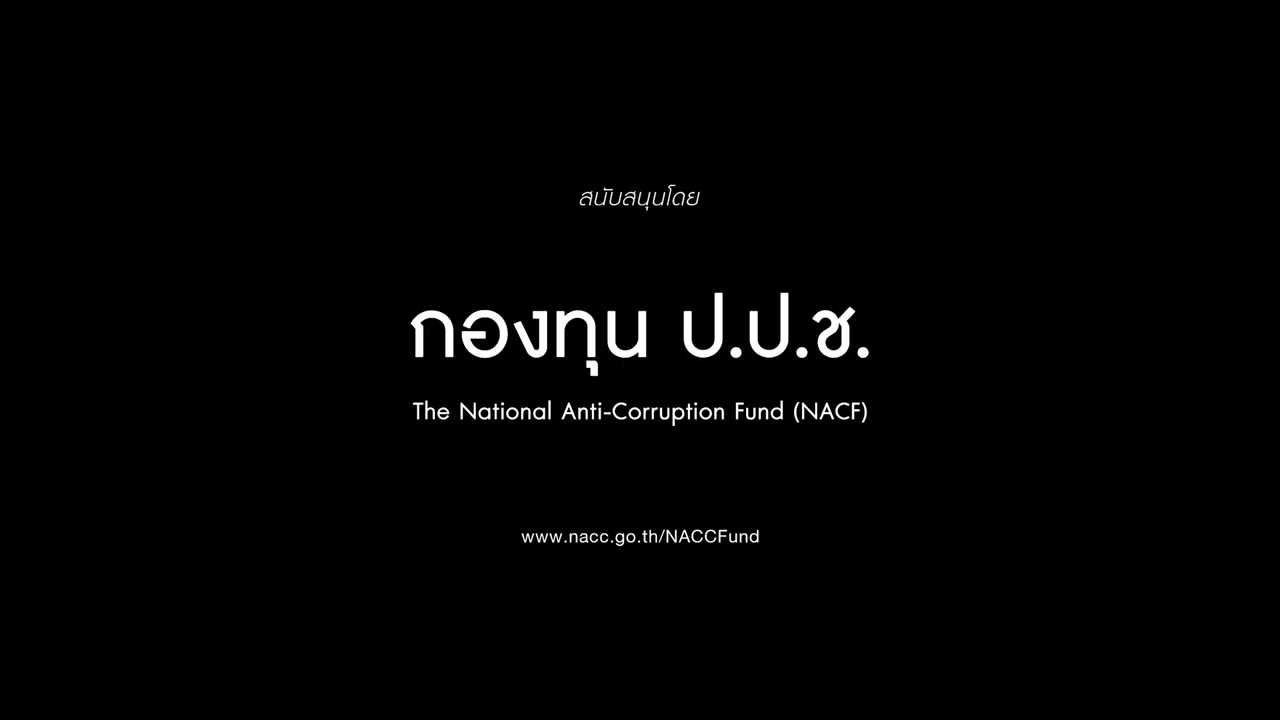 สนับสนุนโดย
กองทุน ป.ป.ช.
The National Anti-Corruption Fund (NACF)
www.nacc.go.th/NACCFund